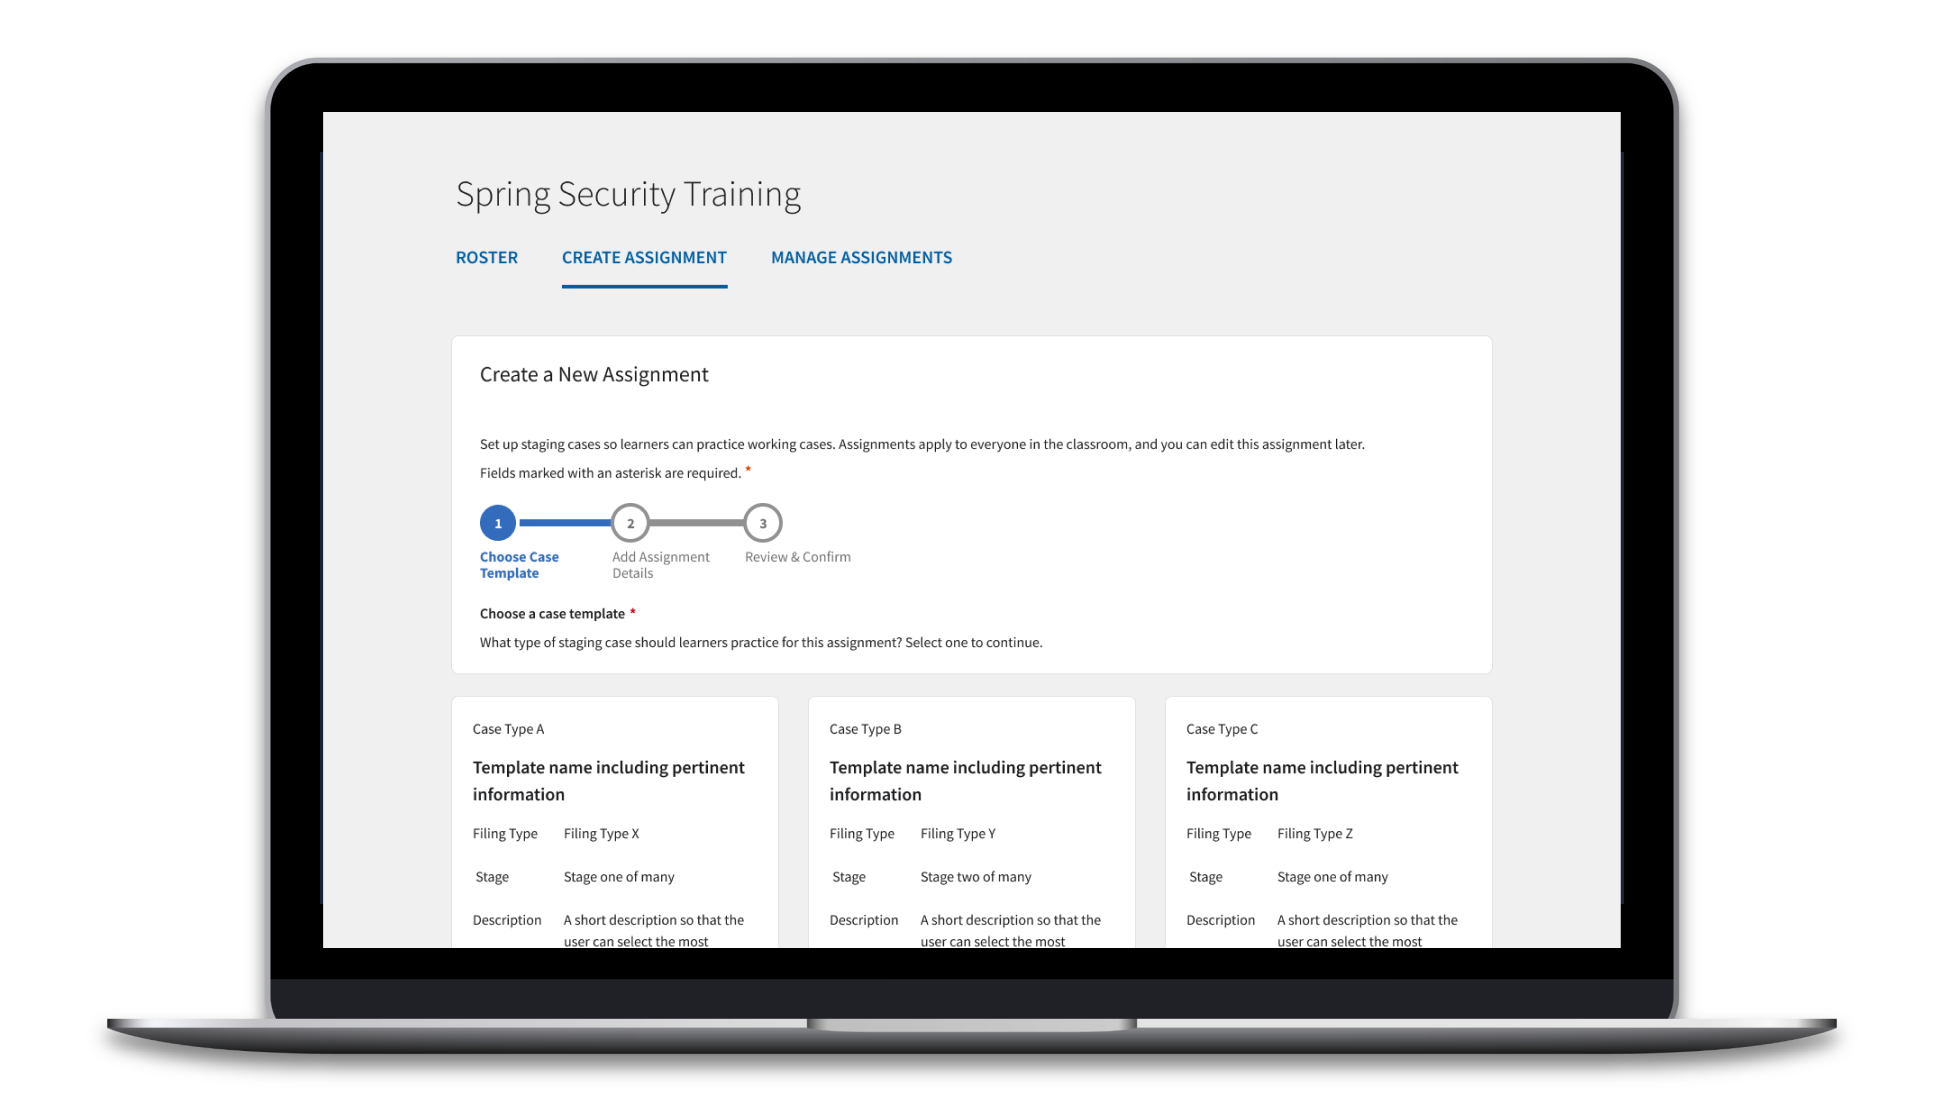 Spring Security Training
ROSTER CREATE ASSIGNMENT MANAGE ASSIGNMENTS
Create a New Assignment
Set up staging cases so learners can practice working cases. Assignments apply to everyone in the classroom, and you can edit this assignment later.
Fields marked with an asterisk are required. *
1 2 3
Choose Case Template
Add Assignment Details
Review & Confirm
Choose a case template *
What type of staging case should learners practice for this assignment? Select one to continue.
Case Type A
Template name including pertinent
information
Filing Type Filing Type X
Stage Stage one of many
Description A short description so that the
user can select the most
Case Type B
Template name including pertinent
information
Filing Type Filing Type Y
Stage Stage two of many
Description A short description so that the
user can select the most
Case Type C
Template name including pertinent
information
Filing Type Filing Type Z
Stage Stage one of many
Description A short description so that the
user can select the most